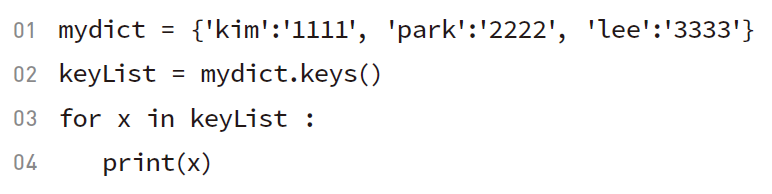 01 mydict = {'kim':'1111', 'park':'2222', 'lee':'3333'}
02 keyList = mydict.keys()
03 for x in keyList :
04    print(x)